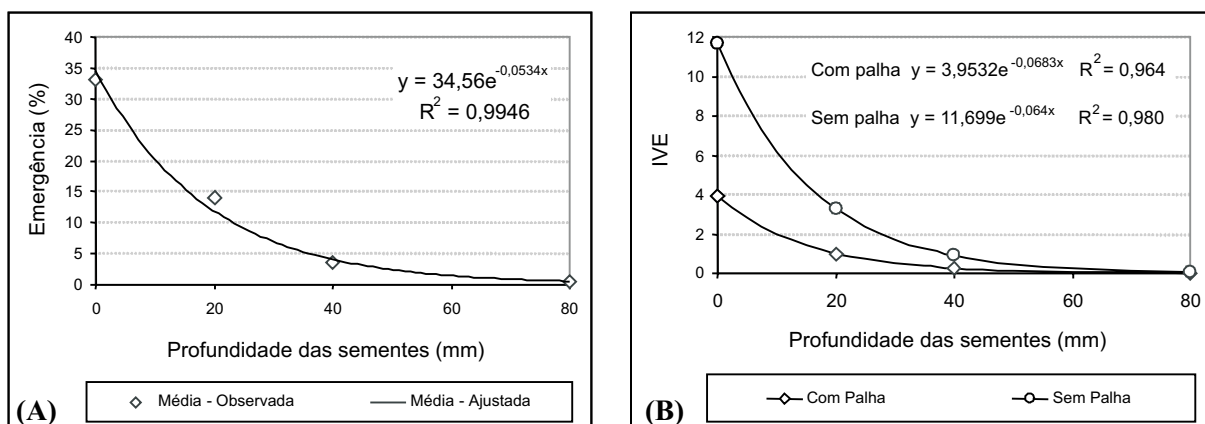 40
35
30
25
20
15
10
5
0
Emergência (%)
y = 34,56e^-0,0534x
R² = 0,9946
0 20 40 60 80
Profundidade das sementes (mm)
(A)
Média - Observada Média - Ajustada
12
10
8
6
4
2
0
IVE
Com palha y = 3,9532e^-0,0683x R² = 0,964
Sem palha y = 11,699e^-0,064x R² = 0,980
0 20 40 60 80
Profundidade das sementes (mm)
(B)
Com Palha Sem Palha